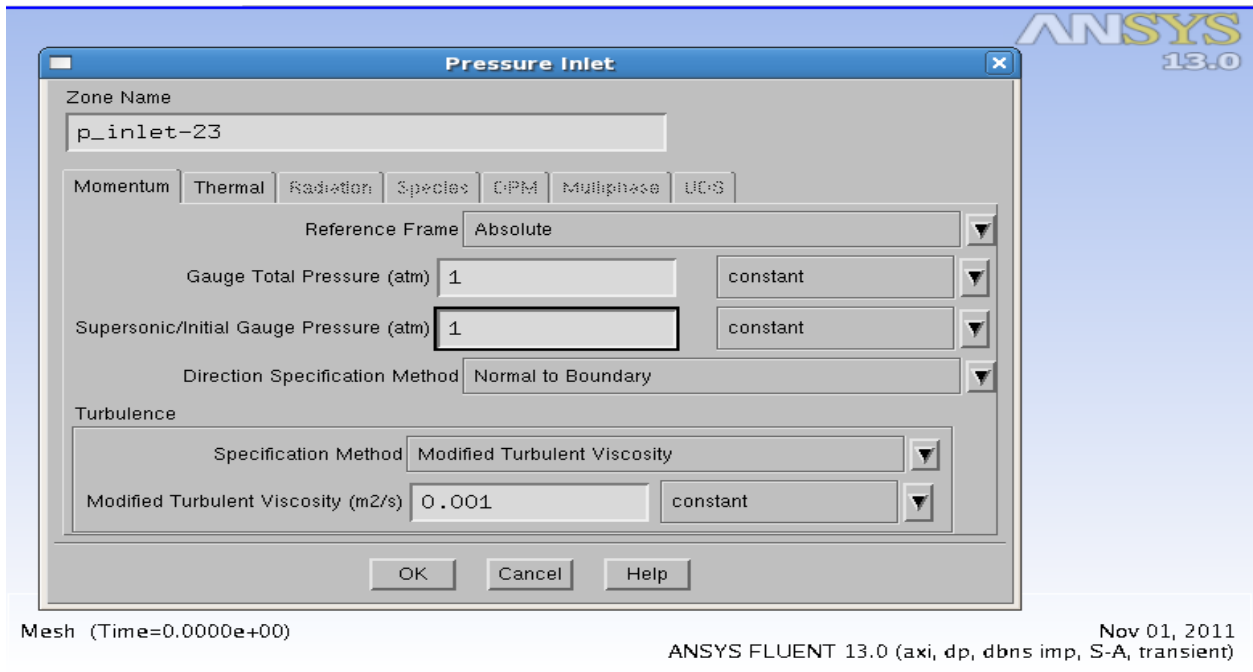 ANSYS
13.0
Pressure Inlet
Zone Name
p_inlet-23
Momentum Thermal Radiation Species DPM Multiphase UDS
Reference Frame Absolute
Gauge Total Pressure (atm) 1 constant
Supersonic/Initial Gauge Pressure (atm) 1 constant
Direction Specification Method Normal to Boundary
Turbulence
Specification Method Modified Turbulent Viscosity
Modified Turbulent Viscosity (m2/s) 0.001 constant
OK Cancel Help
Mesh (Time=0.0000e+00) Nov 01, 2011
ANSYS FLUENT 13.0 (axi, dp, dbns imp, S-A, transient)